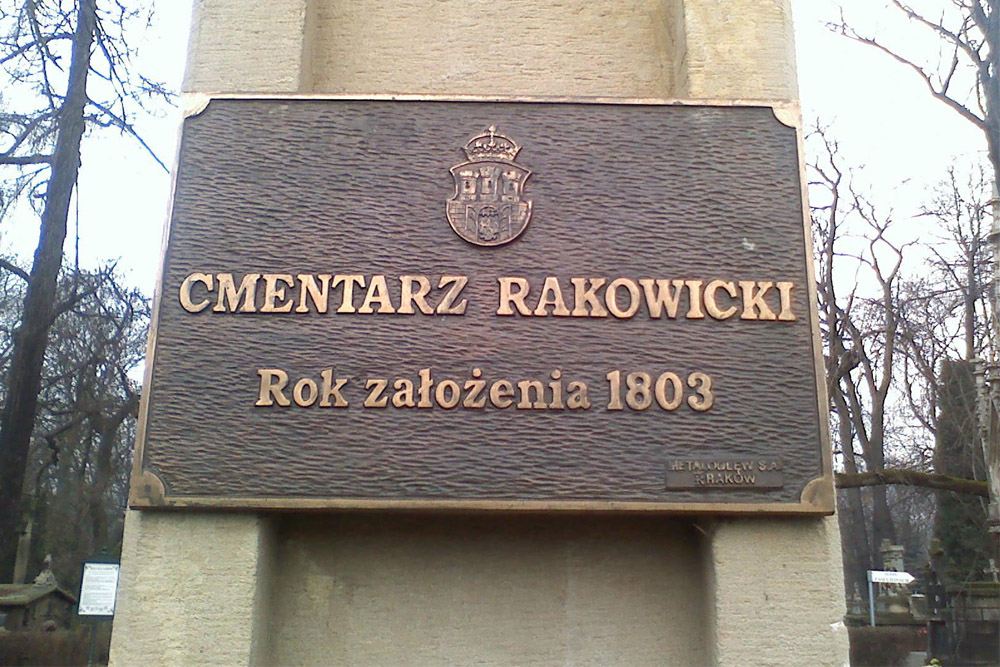 CMENTARZ RAKOWICKI
Rok założenia 1803
METALODLEW S.A.
KRAKÓW